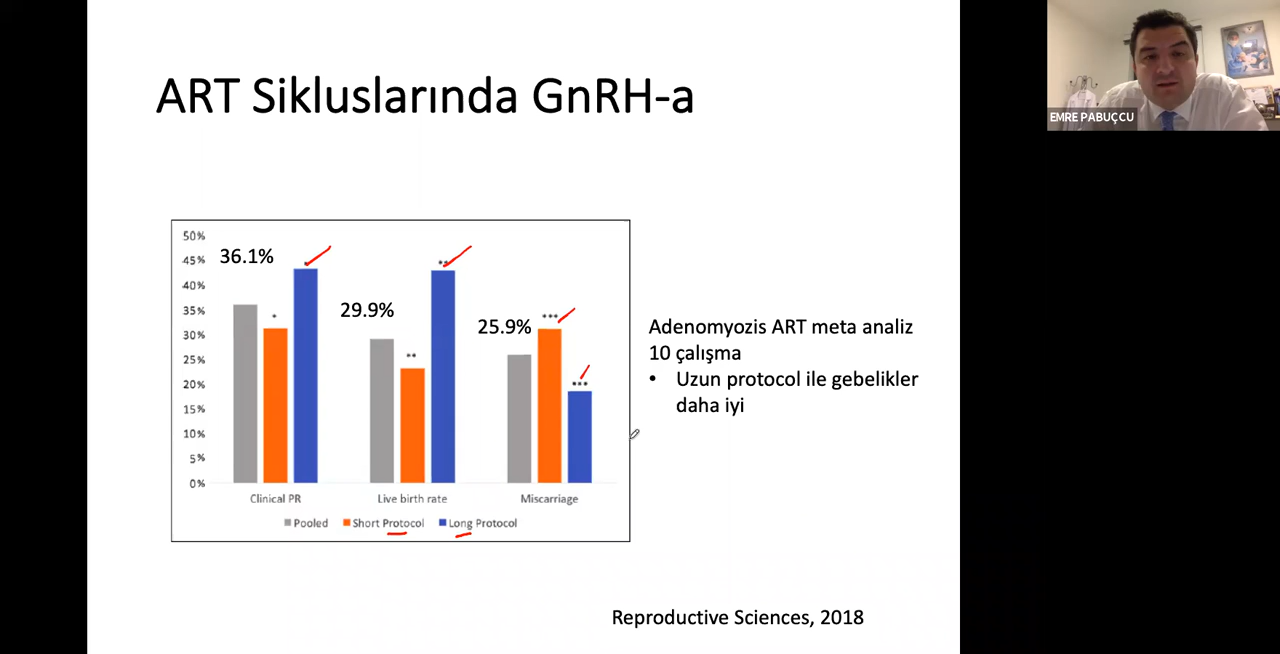 ART Sikluslarında GnRH-a
EMRE PABUÇCU
50%
45%
40%
35%
30%
25%
20%
15%
10%
5%
0%
36.1%
29.9%
25.9%
*
**
**
***
***
Clinical PR
Live birth rate
Miscarriage
Pooled
Short Protocol
Long Protocol
Adenomyozis ART meta analiz
10 çalışma
• Uzun protocol ile gebelikler
daha iyi
Reproductive Sciences, 2018